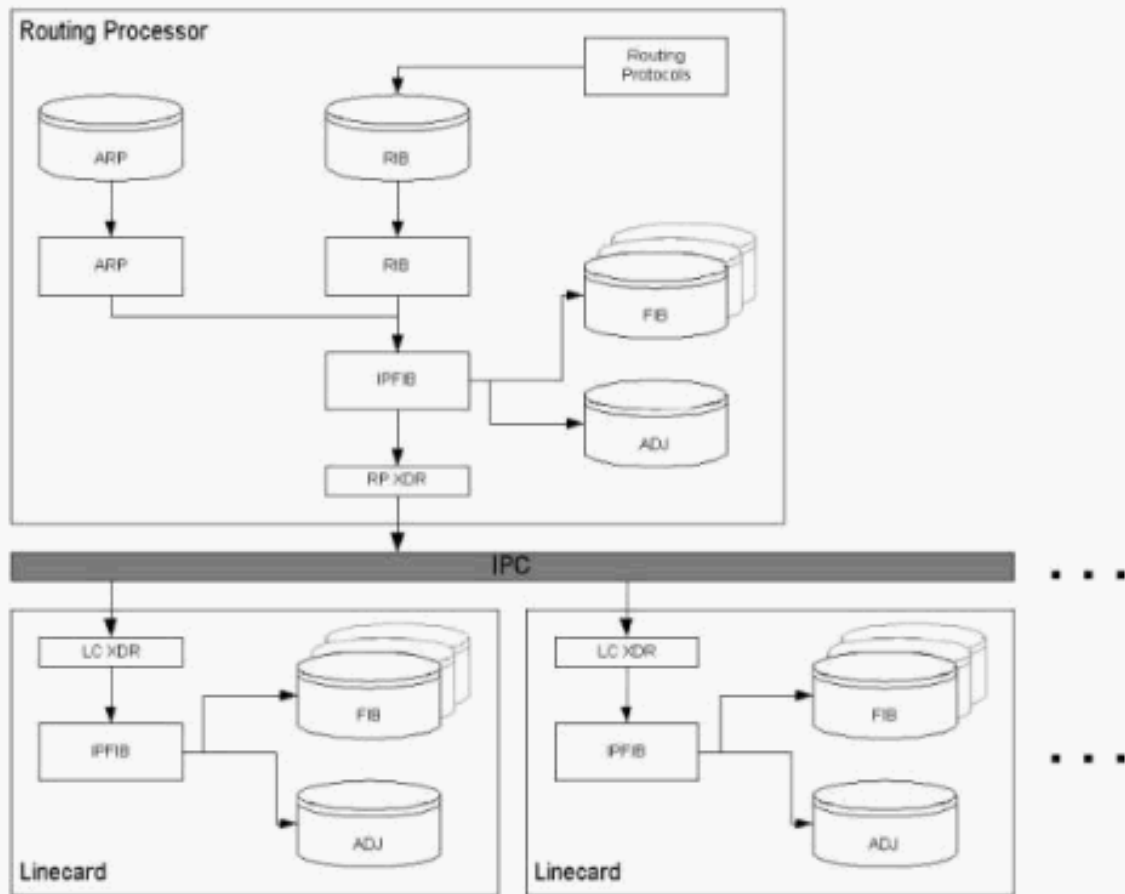 Routing Processor
Routing
Protocols
ARP
RIB
ARP
RIB
FIB
IPFIB
ADJ
RP XDR
IPC
LC XDR
FIB
IPFIB
ADJ
Linecard
LC XDR
FIB
IPFIB
ADJ
Linecard